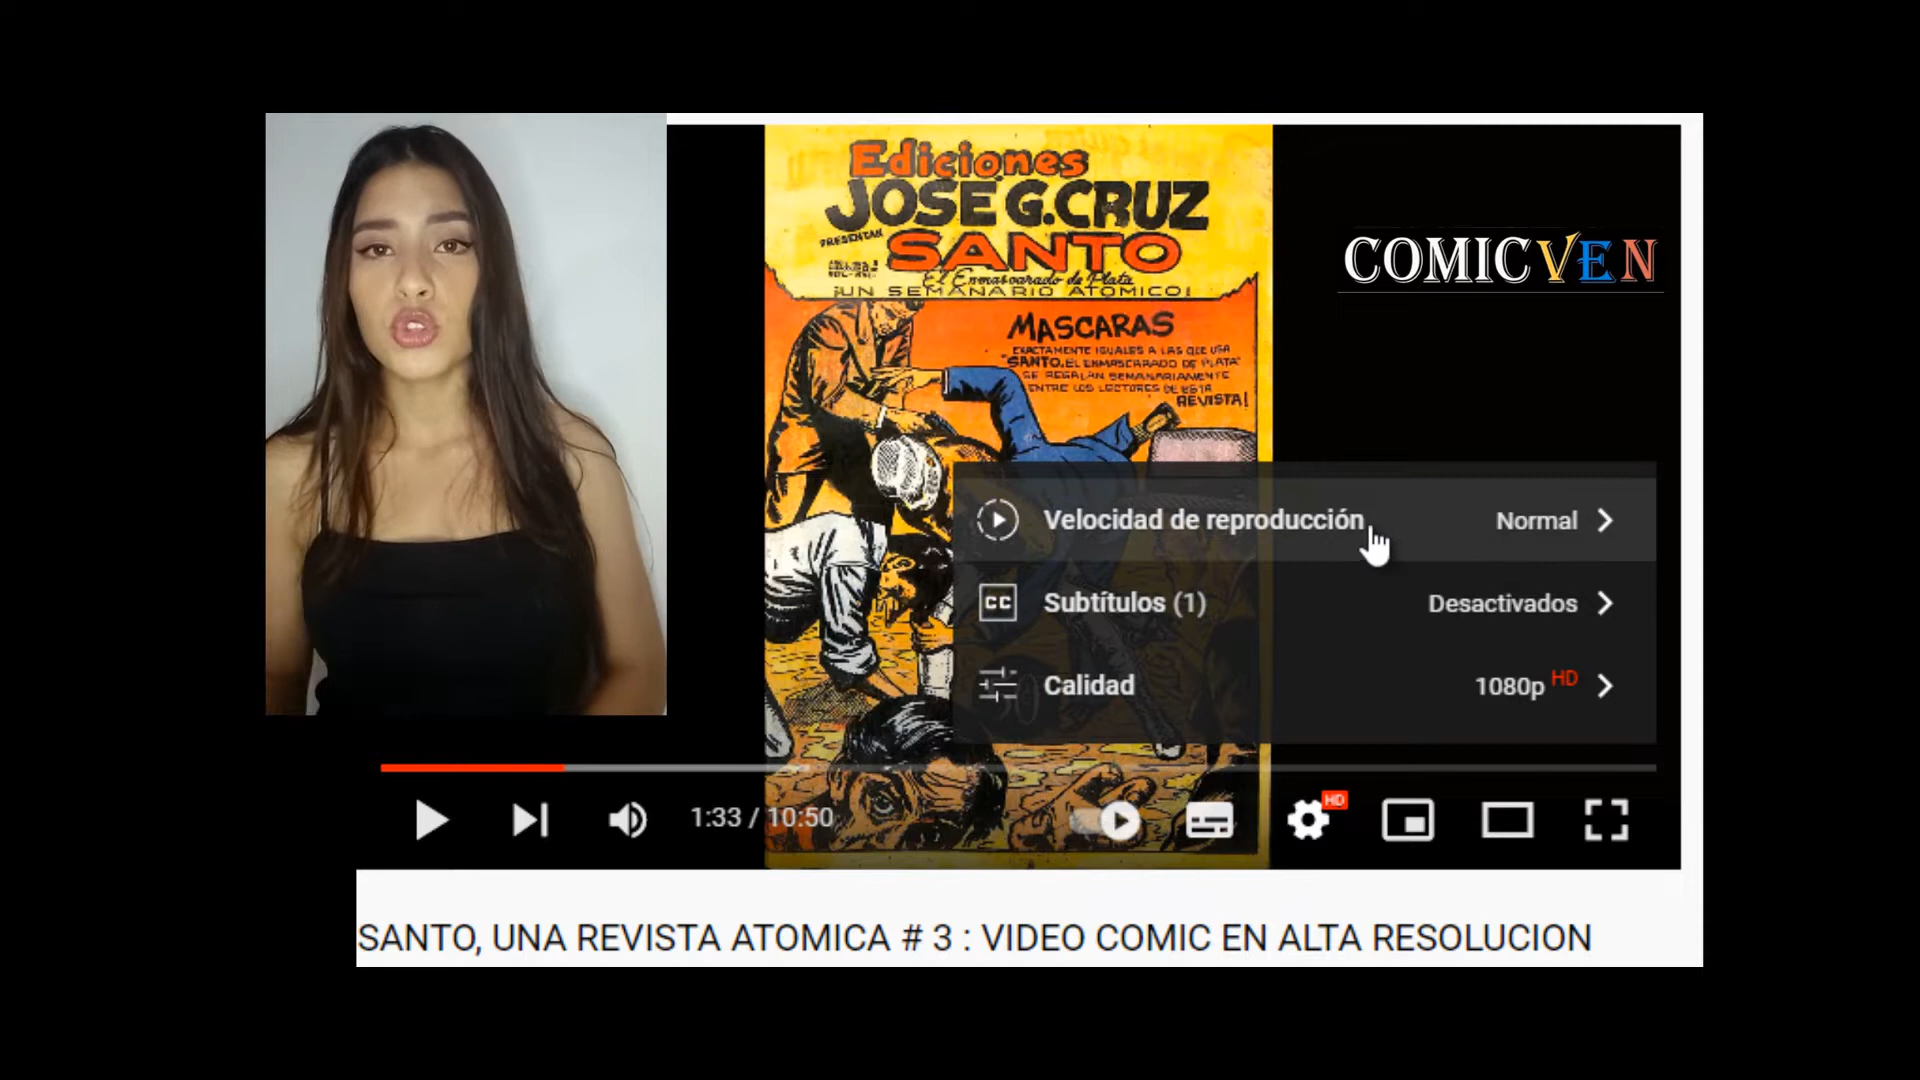 Ediciones
JOSE G. CRUZ
PRESENTAN
SANTO
El Enmascarado de Plata
¡UN SEMANARIO ATOMICO!
MASCARAS
EXACTAMENTE IGUALES A LAS QUE USA
"SANTO, EL ENMASCARADO DE PLATA"
SE REGALAN SEMANARIAMENTE
ENTRE LOS LECTORES DE ESTA
REVISTA!
COMICVEN
Velocidad de reproducción Normal
CC Subtítulos (1) Desactivados
Calidad 1080p HD
1:33 / 10:50
HD
SANTO, UNA REVISTA ATOMICA # 3 : VIDEO COMIC EN ALTA RESOLUCION